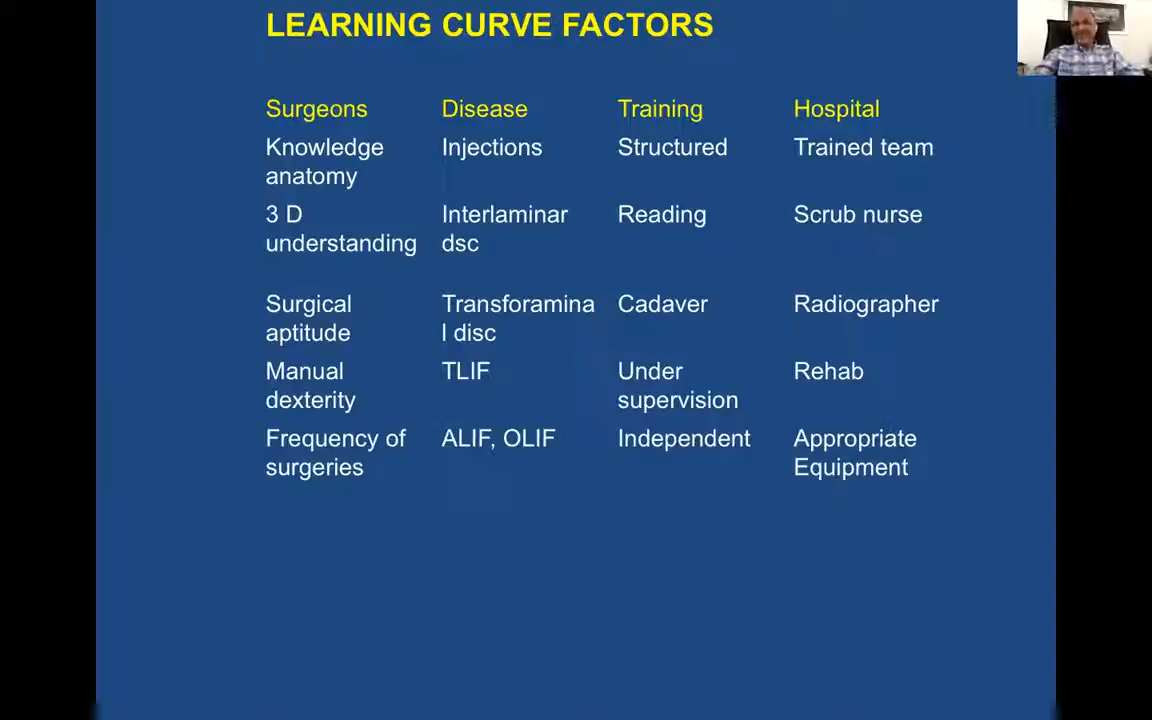 LEARNING CURVE FACTORS
Surgeons Disease Training Hospital
Knowledge Injections Structured Trained team
anatomy
3 D Interlaminar Reading Scrub nurse
understanding dsc
Surgical Transforamina Cadaver Radiographer
aptitude l disc
Manual TLIF Under Rehab
dexterity supervision
Frequency of ALIF, OLIF Independent Appropriate
surgeries Equipment